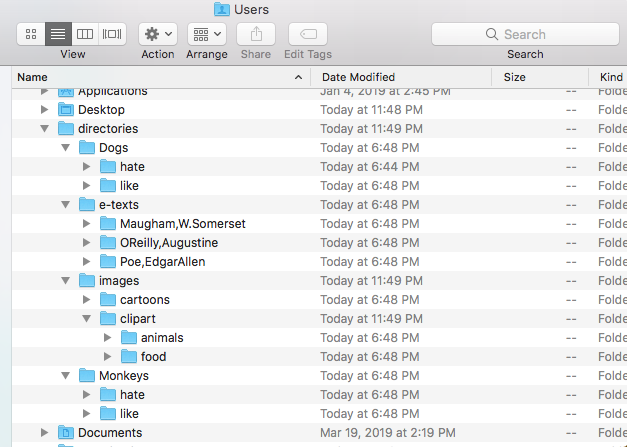 Users
View Action Arrange Share Edit Tags Search Search
Name Date Modified Size Kind
Applications Jan 4, 2019 at 2:45 PM -- Folde
Desktop Today at 11:48 PM -- Folde
directories Today at 11:49 PM -- Folde
Dogs Today at 6:48 PM -- Folde
hate Today at 6:44 PM -- Folde
like Today at 6:48 PM -- Folde
e-texts Today at 6:48 PM -- Folde
Maugham,W.Somerset Today at 6:48 PM -- Folde
OReilly,Augustine Today at 6:48 PM -- Folde
Poe,EdgarAllen Today at 6:48 PM -- Folde
images Today at 11:49 PM -- Folde
cartoons Today at 6:48 PM -- Folde
clipart Today at 11:49 PM -- Folde
animals Today at 6:48 PM -- Folde
food Today at 6:48 PM -- Folde
Monkeys Today at 6:48 PM -- Folde
hate Today at 6:48 PM -- Folde
like Today at 6:48 PM -- Folde
Documents Mar 19, 2019 at 2:19 PM -- Folde